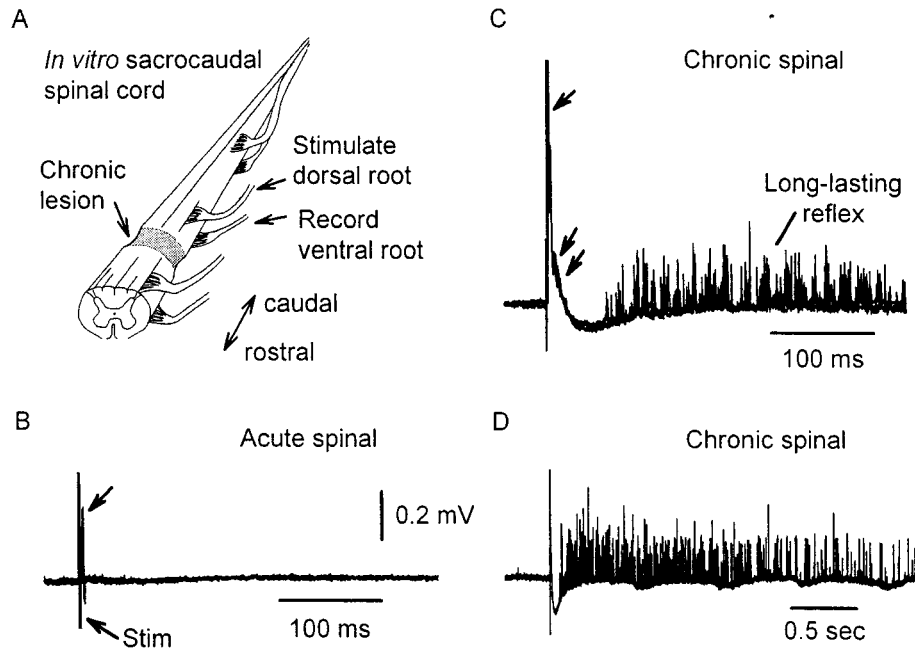 A
In vitro sacrocaudal
spinal cord
Chronic
lesion
Stimulate
dorsal root
Record
ventral root
caudal
rostral
B
Acute spinal
0.2 mV
Stim
100 ms
C
Chronic spinal
Long-lasting
reflex
100 ms
D
Chronic spinal
0.5 sec